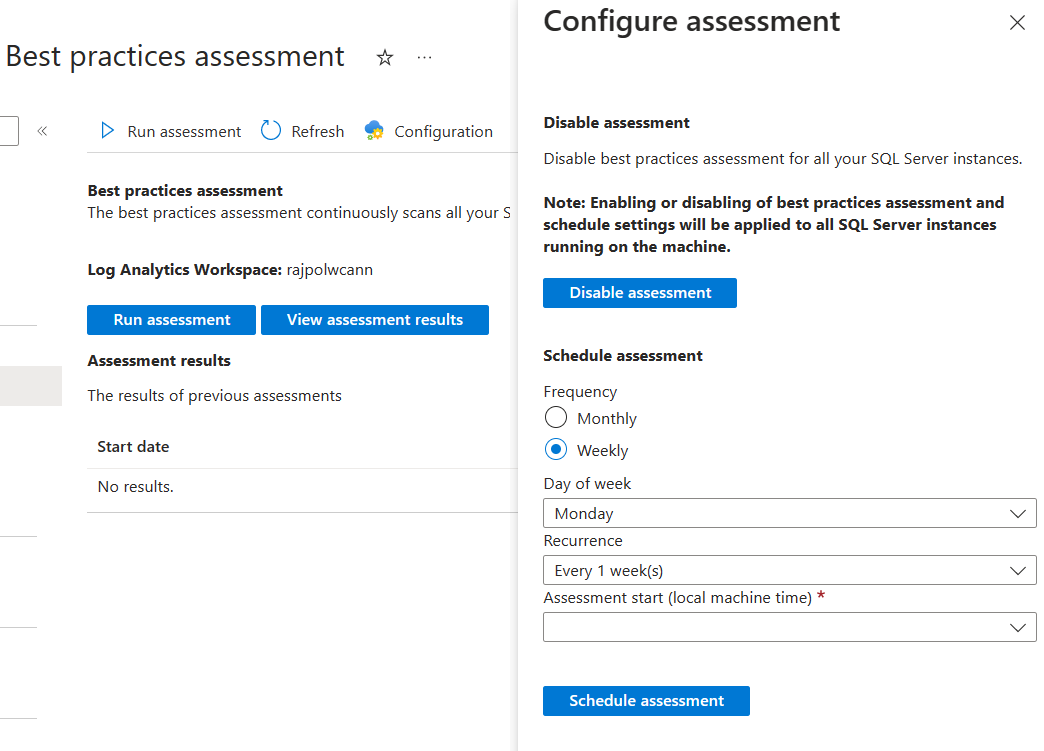 Best practices assessment
Run assessment
Refresh
Configuration
Best practices assessment
The best practices assessment continuously scans all your S
Log Analytics Workspace: rajpolwcann
Run assessment
View assessment results
Assessment results
The results of previous assessments
Start date
No results.
Configure assessment
Disable assessment
Disable best practices assessment for all your SQL Server instances.
Note: Enabling or disabling of best practices assessment and
schedule settings will be applied to all SQL Server instances
running on the machine.
Disable assessment
Schedule assessment
Frequency
Monthly
Weekly
Day of week
Monday
Recurrence
Every 1 week(s)
Assessment start (local machine time) *
Schedule assessment